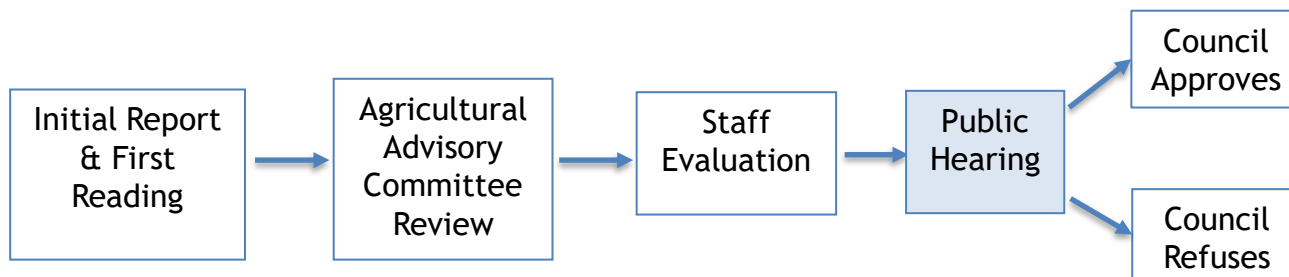 Initial Report
& First
Reading
Agricultural
Advisory
Committee
Review
Staff
Evaluation
Public
Hearing
Council
Approves
Council
Refuses